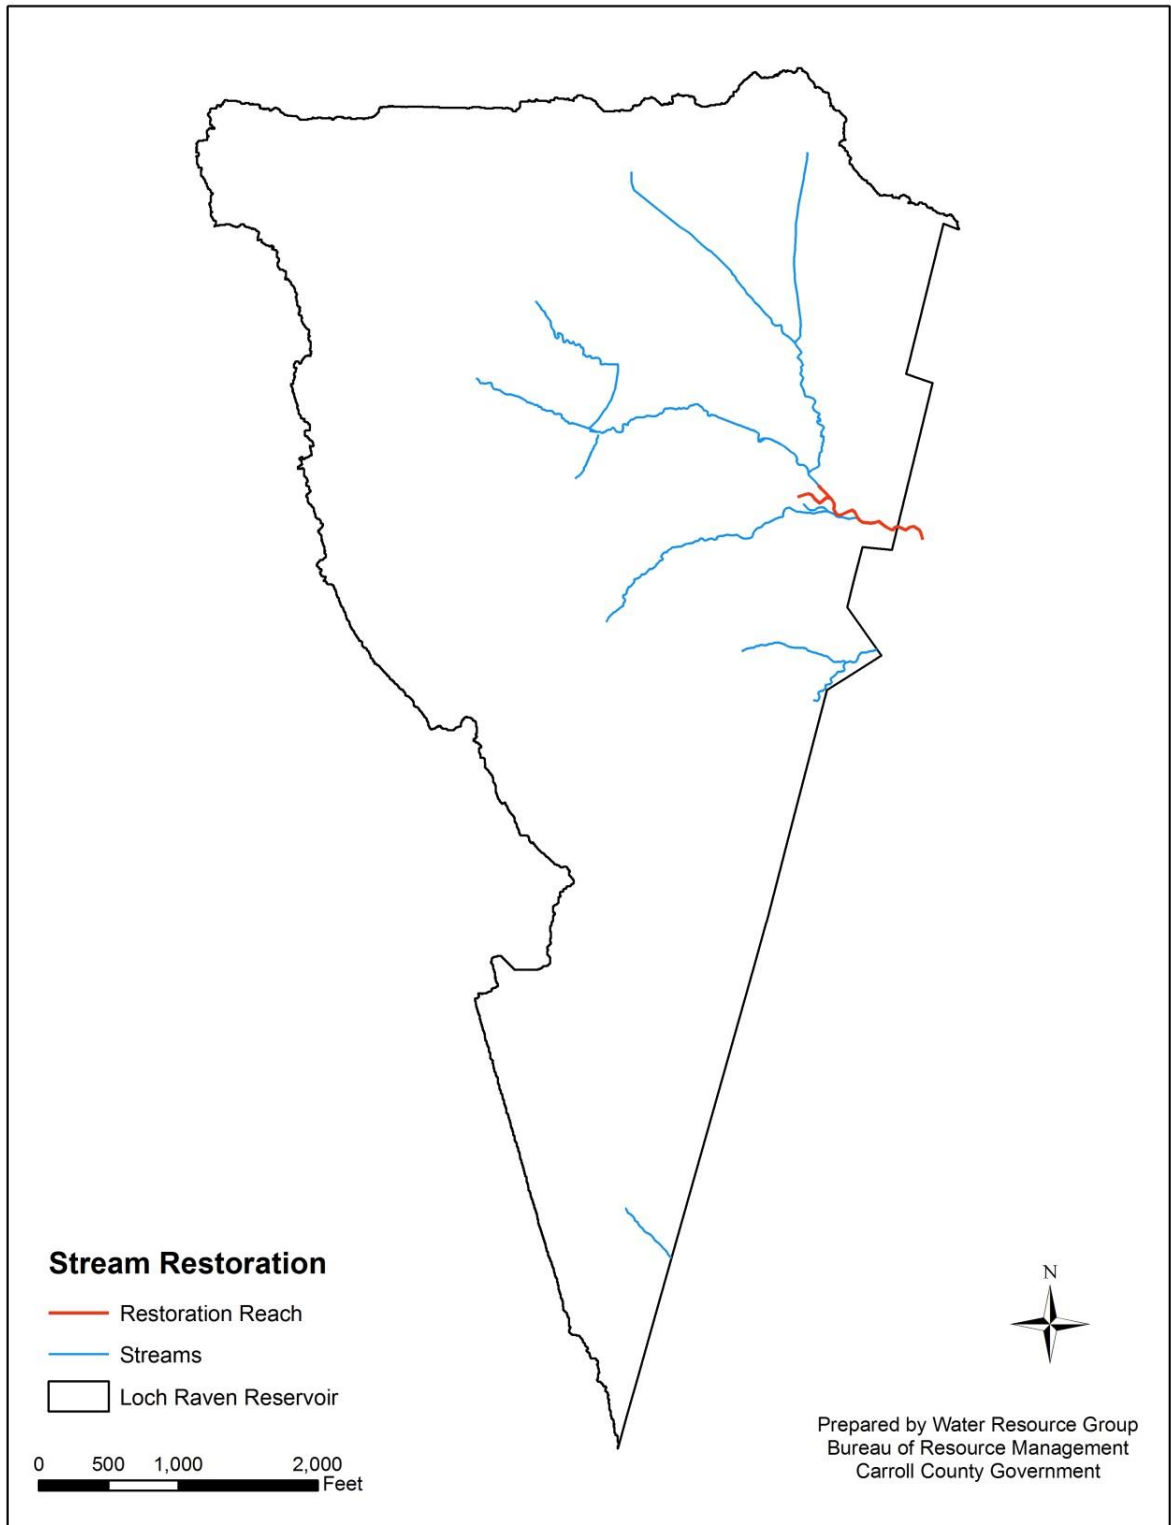 Stream Restoration
Restoration Reach
Streams
Loch Raven Reservoir
0 500 1,000 2,000
Feet
N
Prepared by Water Resource Group
Bureau of Resource Management
Carroll County Government